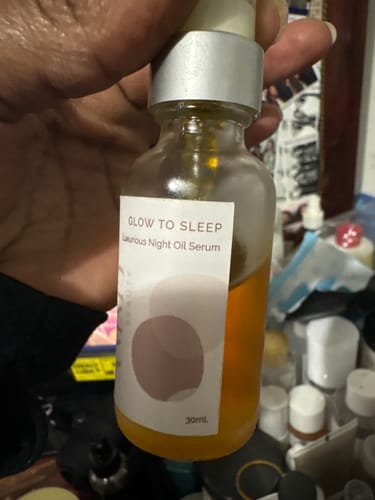 GLOW TO SLEEP
Luxurious Night Oil Serum
30mL